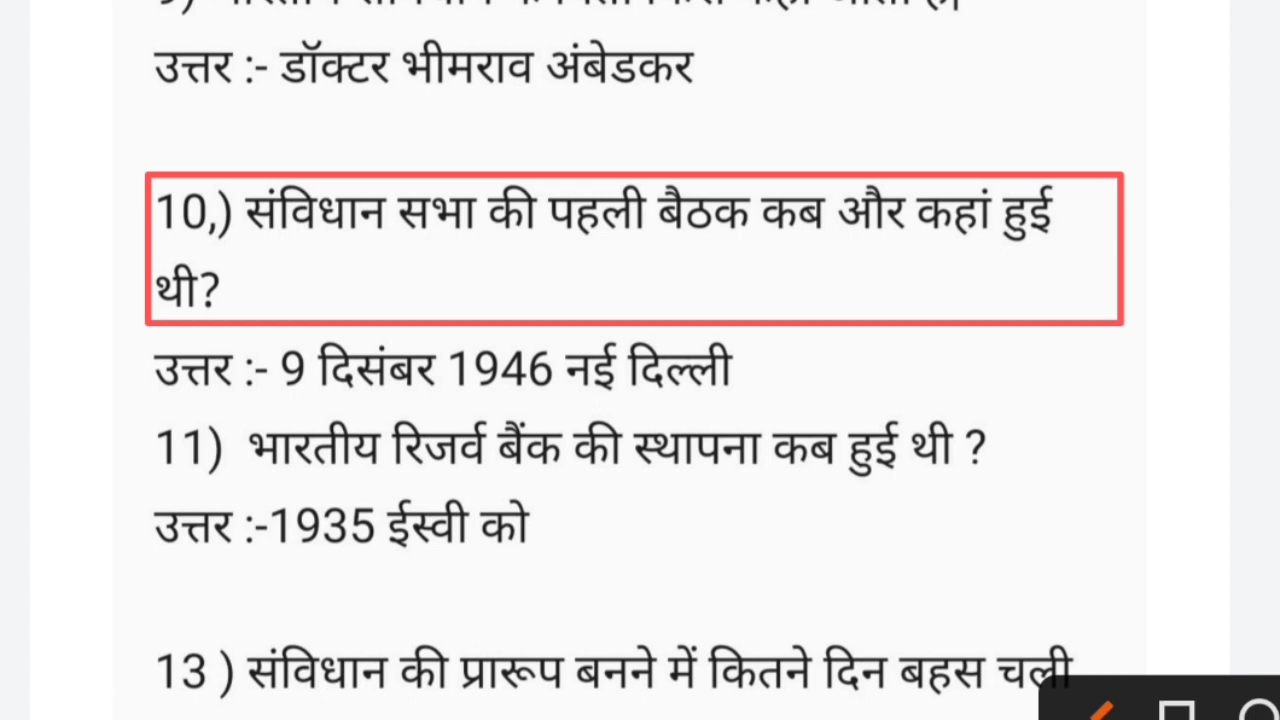 उत्तर :- डॉक्टर भीमराव अंबेडकर
10,) संविधान सभा की पहली बैठक कब और कहां हुई
थी?
उत्तर :- 9 दिसंबर 1946 नई दिल्ली
11) भारतीय रिजर्व बैंक की स्थापना कब हुई थी ?
उत्तर :-1935 ईस्वी को
13 ) संविधान की प्रारूप बनने में कितने दिन बहस चली